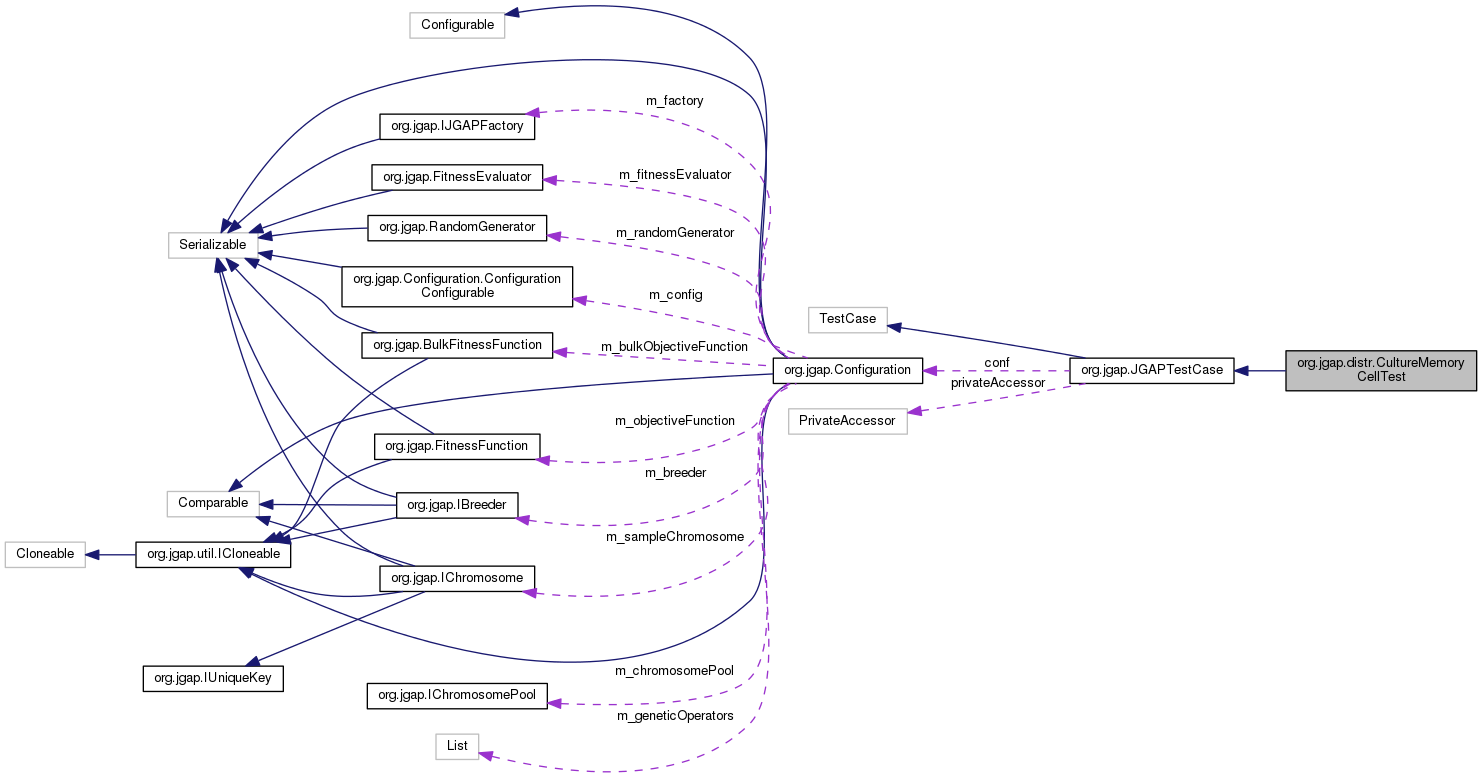 Configurable
m_factory
org.jgap.IJGAPFactory
m_fitnessEvaluator
org.jgap.FitnessEvaluator
org.jgap.RandomGenerator
m_randomGenerator
Serializable
org.jgap.Configuration.Configuration
Configurable
m_config
TestCase
org.jgap.BulkFitnessFunction
m_bulkObjectiveFunction
org.jgap.Configuration
conf
org.jgap.JGAPTestCase
org.jgap.distr.CultureMemory
CellTest
privateAccessor
PrivateAccessor
m_objectiveFunction
org.jgap.FitnessFunction
m_breeder
Comparable
org.jgap.IBreeder
m_sampleChromosome
Cloneable
org.jgap.util.ICloneable
org.jgap.IChromosome
org.jgap.IUniqueKey
m_chromosomePool
org.jgap.IChromosomePool
m_geneticOperators
List